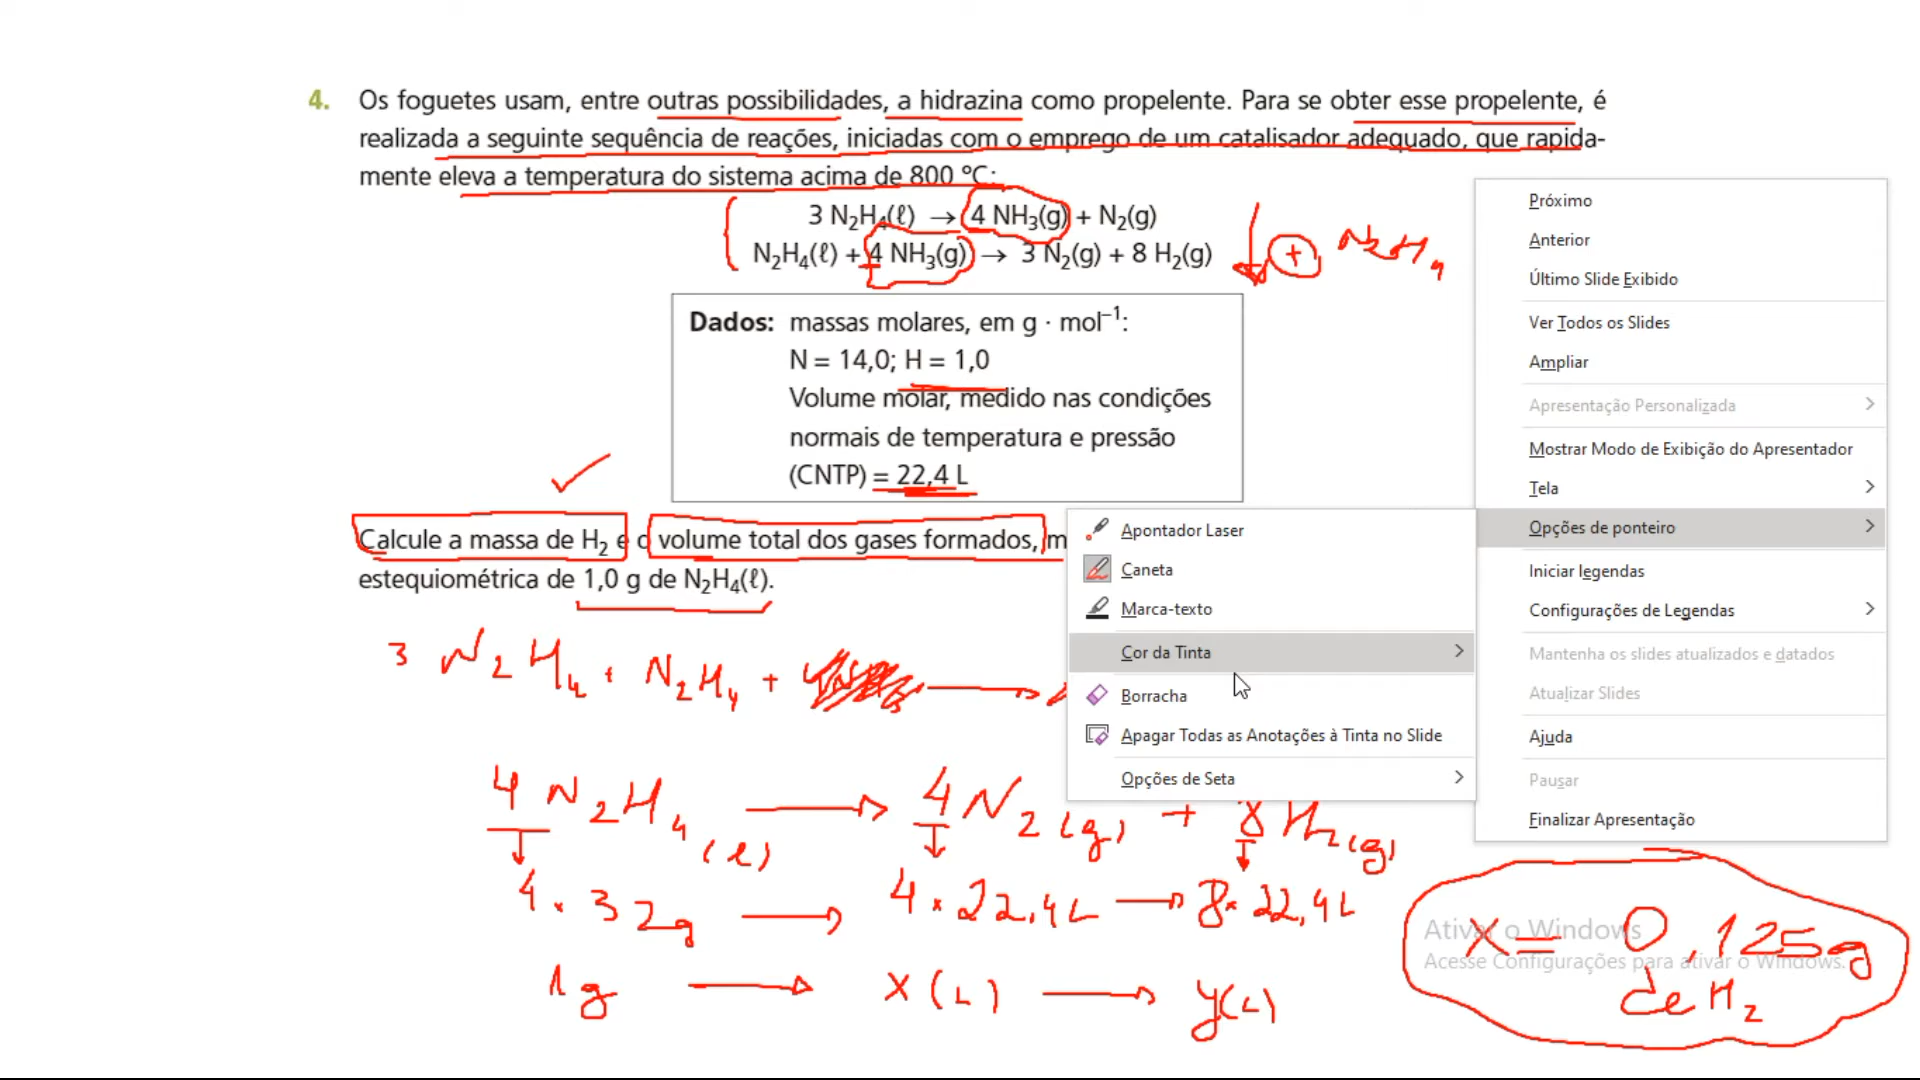 4. Os foguetes usam, entre outras possibilidades, a hidrazina como propelente. Para se obter esse propelente, é
realizada a seguinte sequência de reações, iniciadas com o emprego de um catalisador adequado, que rapida-
mente eleva a temperatura do sistema acima de 800 °C:
3 N₂H₄(ℓ) → 4 NH₃(g) + N₂(g)
N₂H₄(ℓ) + 4 NH₃(g) → 3 N₂(g) + 8 H₂(g)
+ N₂H₄
Dados: massas molares, em g · mol⁻¹:
N = 14,0; H = 1,0
Volume molar, medido nas condições
normais de temperatura e pressão
(CNTP) = 22,4 L
Calcule a massa de H₂ e o volume total dos gases formados, m
estequiométrica de 1,0 g de N₂H₄(ℓ).
3 N₂H₄ + N₂H₄ + →
4 N₂H₄(l) → 4 N₂(g) + 8 H₂(g)
4 . 32g → 4 . 22,4L → 8 . 22,4L
1g → x(L) → y(L)
x = 0,125g
de H₂
Ativar o Windows
Acesse Configurações para ativar o Windows.
Próximo
Anterior
Último Slide Exibido
Ver Todos os Slides
Ampliar
Apresentação Personalizada
Mostrar Modo de Exibição do Apresentador
Tela
Opções de ponteiro
Iniciar legendas
Configurações de Legendas
Mantenha os slides atualizados e datados
Atualizar Slides
Ajuda
Pausar
Finalizar Apresentação
Apontador Laser
Caneta
Marca-texto
Cor da Tinta
Borracha
Apagar Todas as Anotações à Tinta no Slide
Opções de Seta